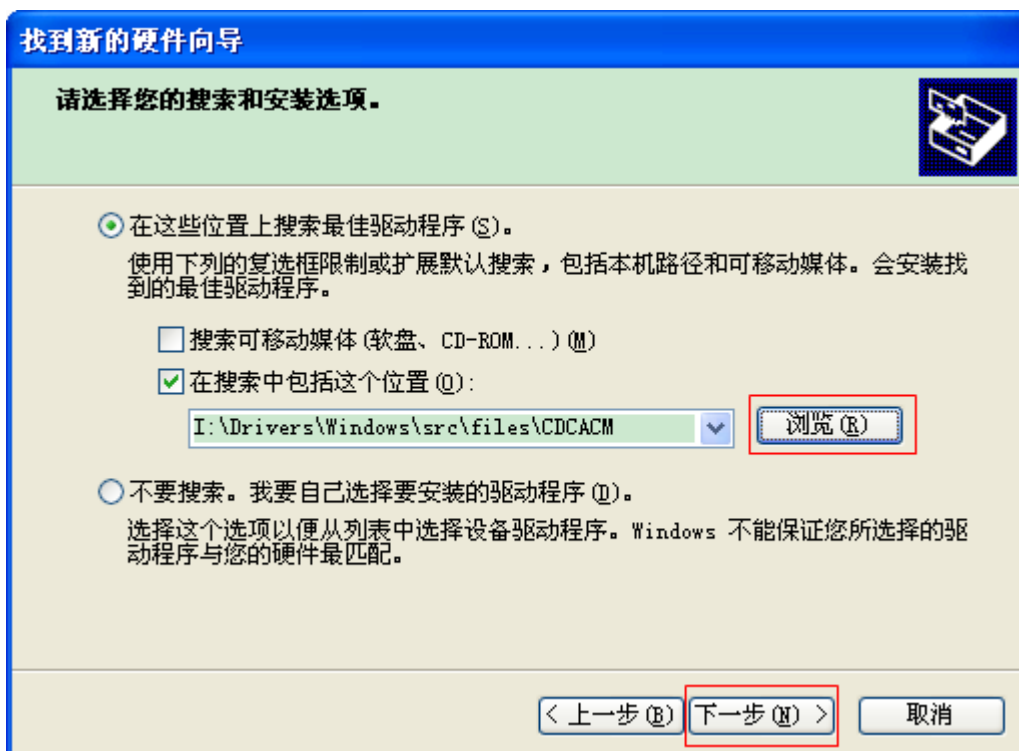 找到新的硬件向导
请选择您的搜索和安装选项。
在这些位置上搜索最佳驱动程序(S)。
使用下列的复选框限制或扩展默认搜索，包括本机路径和可移动媒体。会安装找
到的最佳驱动程序。
搜索可移动媒体(软盘、CD-ROM...)(M)
在搜索中包括这个位置(O):
I:\Drivers\Windows\src\files\CDCACM
浏览(R)
不要搜索。我要自己选择要安装的驱动程序(D)。
选择这个选项以便从列表中选择设备驱动程序。Windows 不能保证您所选择的驱
动程序与您的硬件最匹配。
< 上一步(B)
下一步(N) >
取消